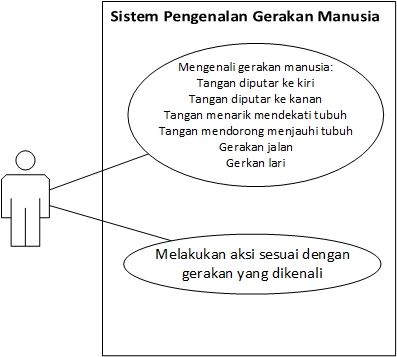 Sistem Pengenalan Gerakan Manusia
Mengenali gerakan manusia:
Tangan diputar ke kiri
Tangan diputar ke kanan
Tangan menarik mendekati tubuh
Tangan mendorong menjauhi tubuh
Gerakan jalan
Gerkan lari
Melakukan aksi sesuai dengan
gerakan yang dikenali